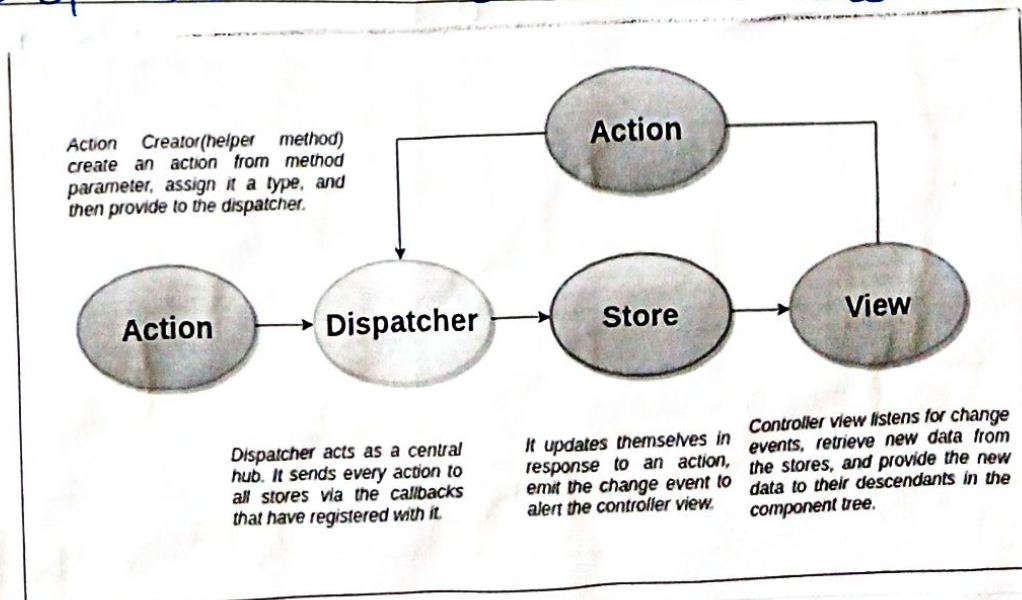 Action Creator(helper method)
create an action from method
parameter, assign it a type, and
then provide to the dispatcher.
Action
Action
Dispatcher
Store
View
Dispatcher acts as a central
hub. It sends every action to
all stores via the callbacks
that have registered with it.
It updates themselves in
response to an action,
emit the change event to
alert the controller view.
Controller view listens for change
events, retrieve new data from
the stores, and provide the new
data to their descendants in the
component tree.